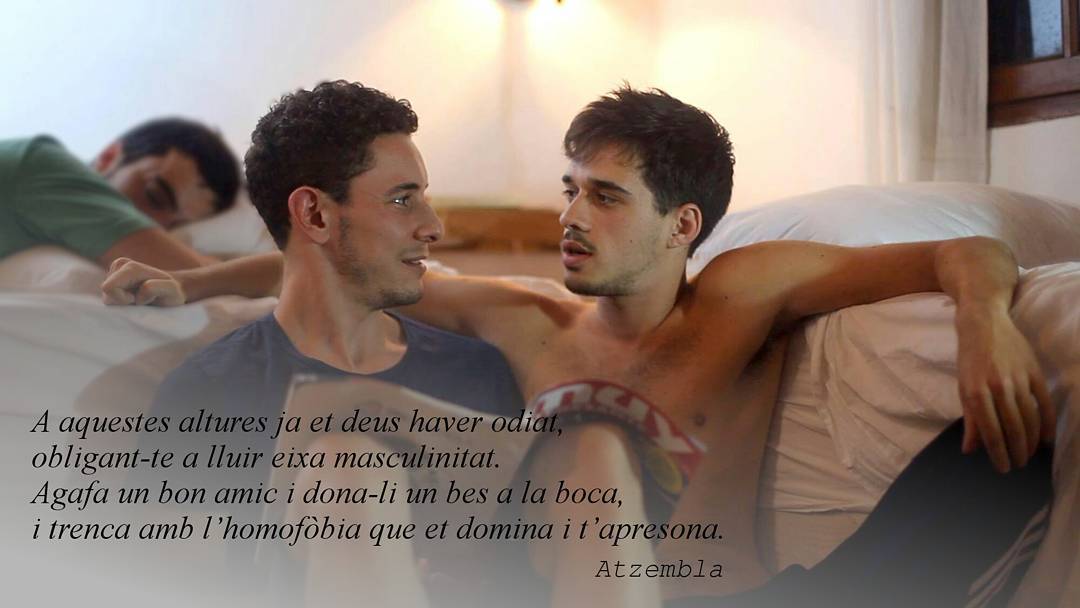 muy
A aquestes altures ja et deus haver odiat,
obligant-te a lluir eixa masculinitat.
Agafa un bon amic i dona-li un bes a la boca,
i trenca amb l’homofòbia que et domina i t’apresona.
Atzembla